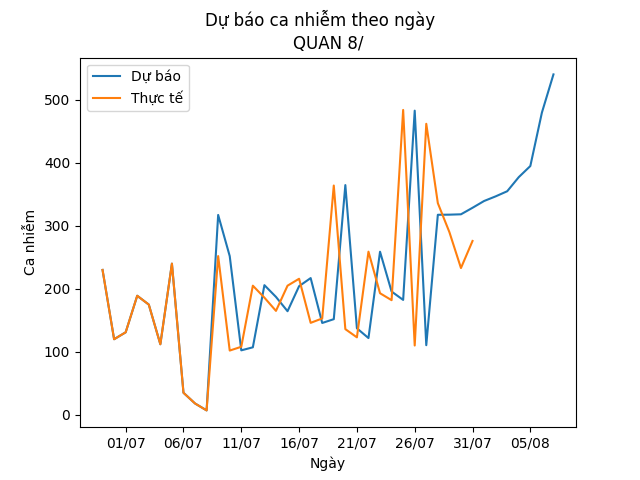 Dự báo ca nhiễm theo ngày
QUAN 8/
Dự báo
Thực tế
Ca nhiễm
500
400
300
200
100
0
01/07 06/07 11/07 16/07 21/07 26/07 31/07 05/08
Ngày